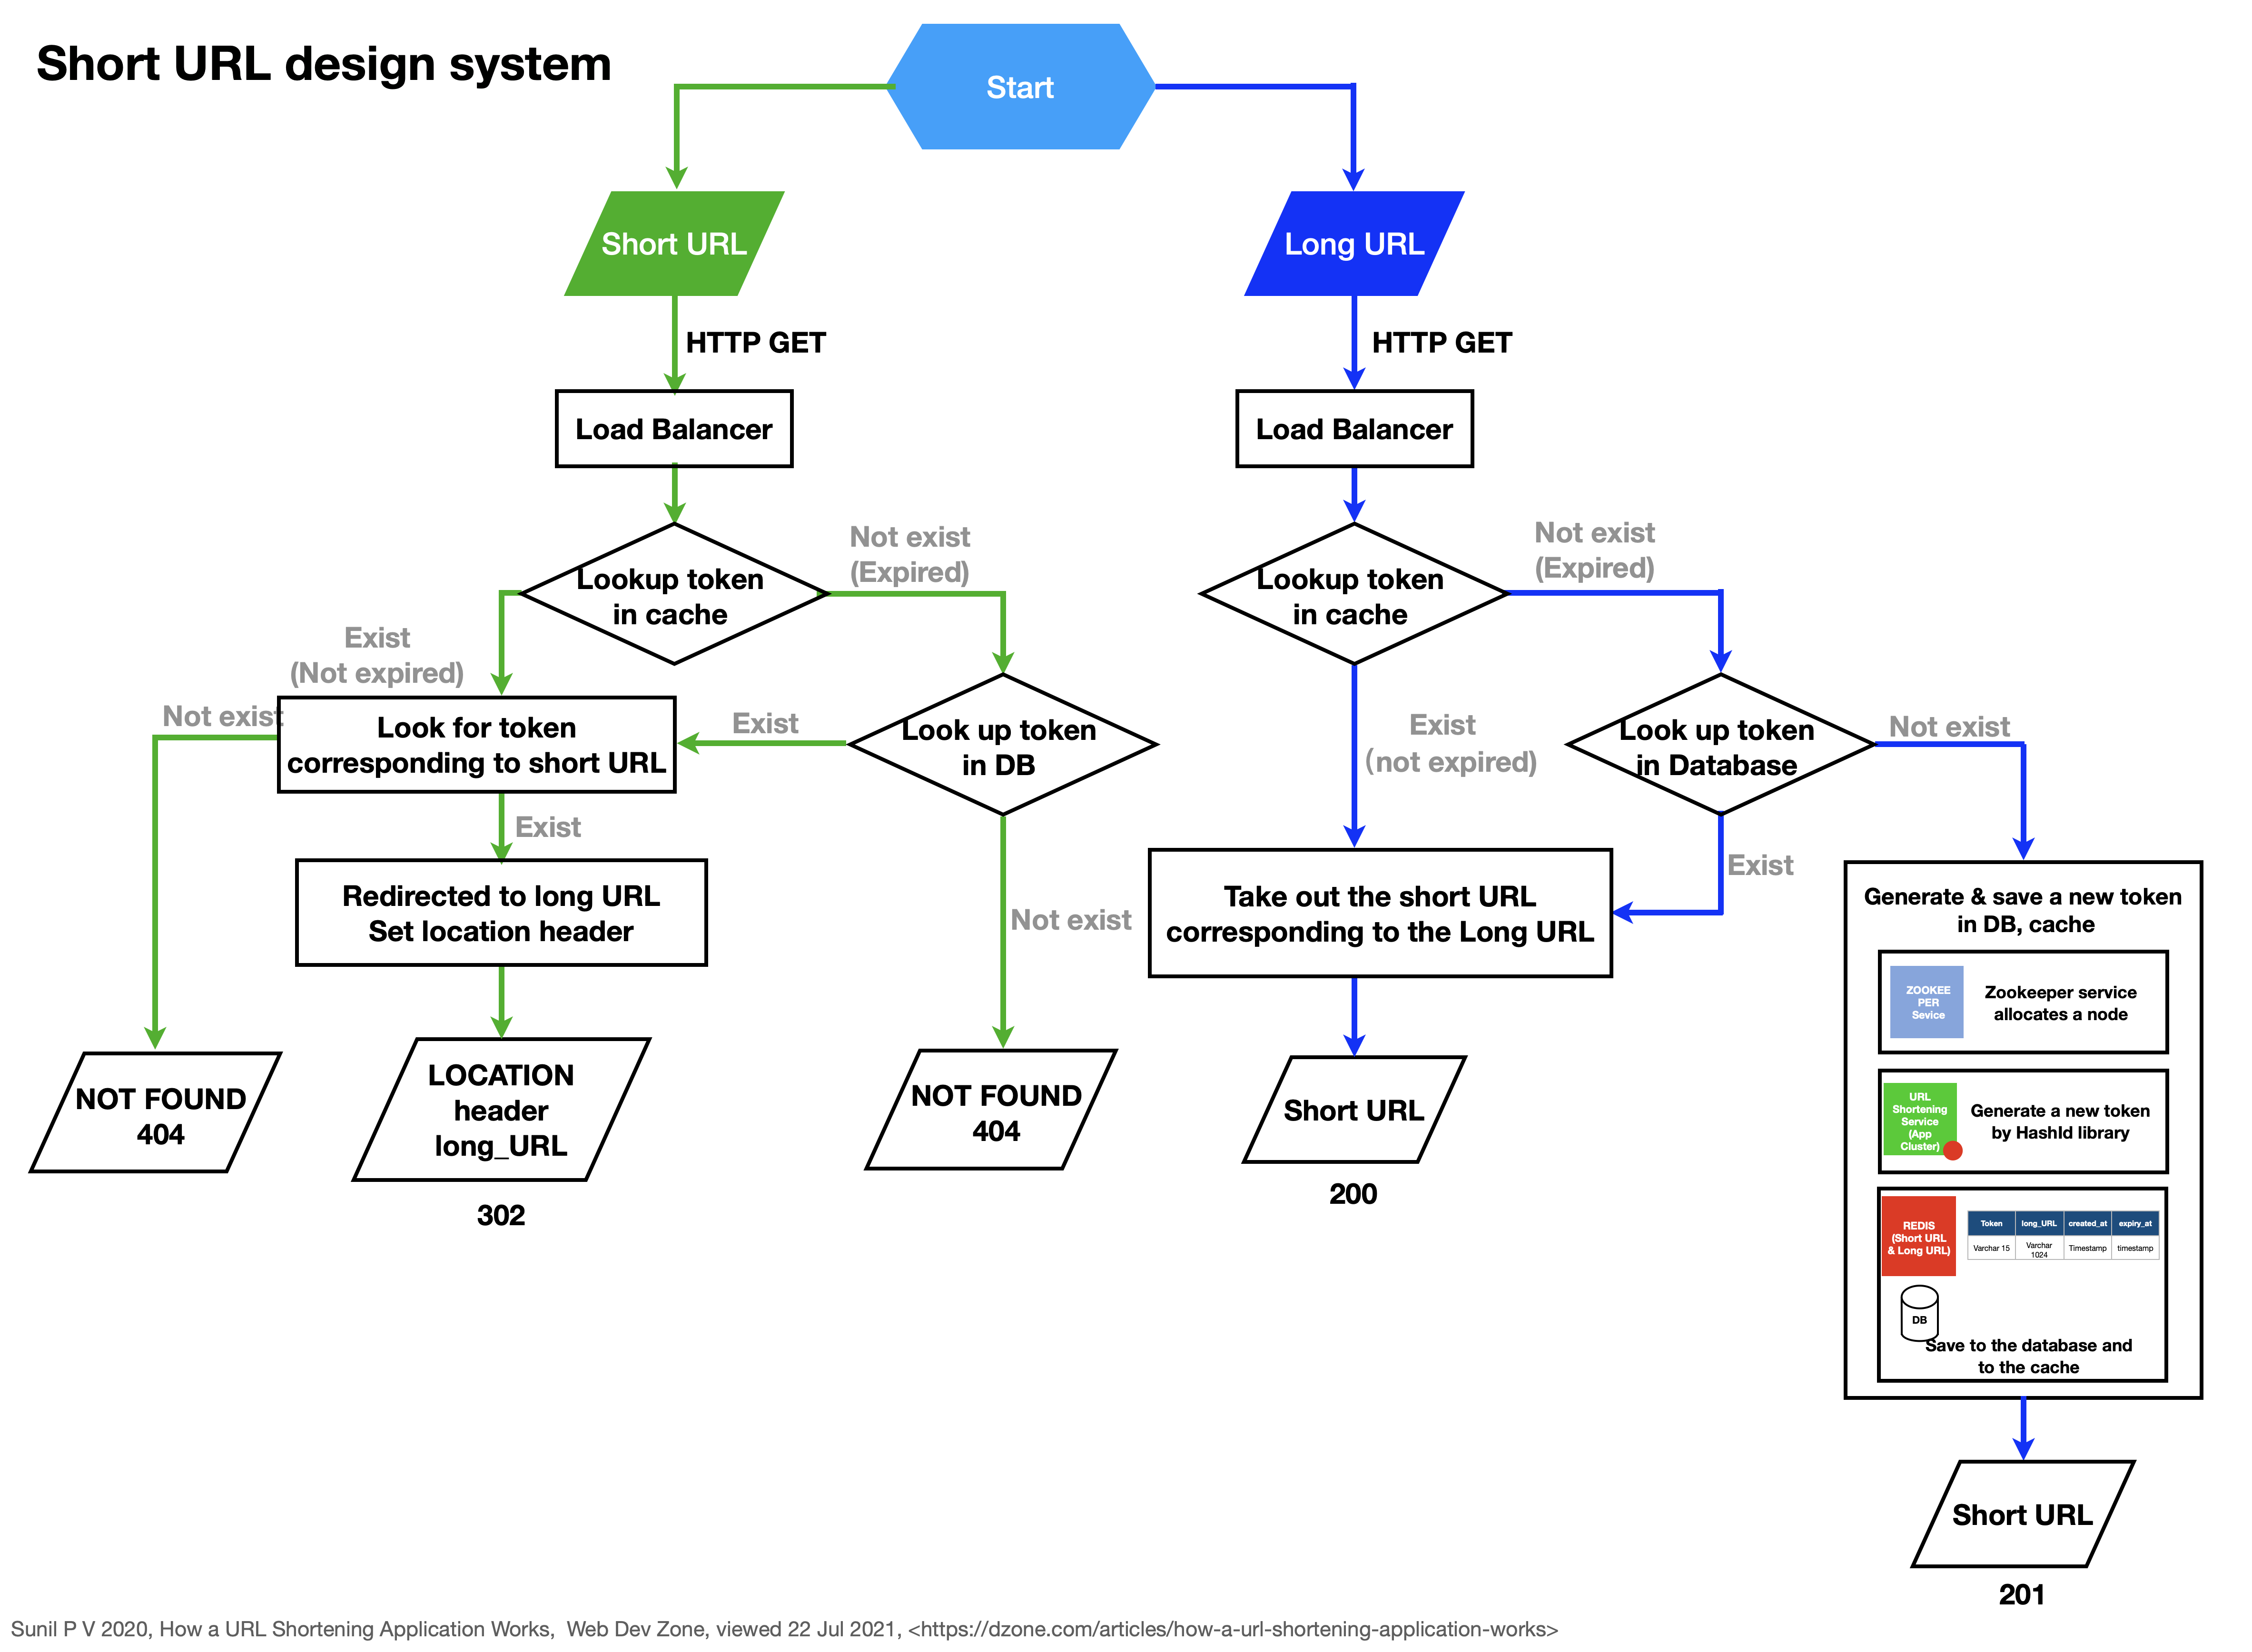 Short URL design system
Start
Short URL
Long URL
HTTP GET
HTTP GET
Load Balancer
Load Balancer
Lookup token
in cache
Not exist
(Expired)
Lookup token
in cache
Not exist
(Expired)
Exist
(Not expired)
Not exist
Look for token
corresponding to short URL
Exist
Look up token
in DB
Exist
(not expired)
Look up token
in Database
Not exist
Exist
Redirected to long URL
Set location header
Not exist
Take out the short URL
corresponding to the Long URL
Exist
Generate & save a new token
in DB, cache
ZOOKEE
PER
Sevice
Zookeeper service
allocates a node
URL
Shortening
Service
(App
Cluster)
Generate a new token
by HashId library
REDIS
(Short URL
& Long URL)
Token long_URL created_at expiry_at
Varchar 15 Varchar 1024 Timestamp timestamp
DB
Save to the database and
to the cache
NOT FOUND
404
LOCATION
header
long_URL
302
NOT FOUND
404
Short URL
200
Short URL
201
Sunil P V 2020, How a URL Shortening Application Works,  Web Dev Zone, viewed 22 Jul 2021, <https://dzone.com/articles/how-a-url-shortening-application-works>